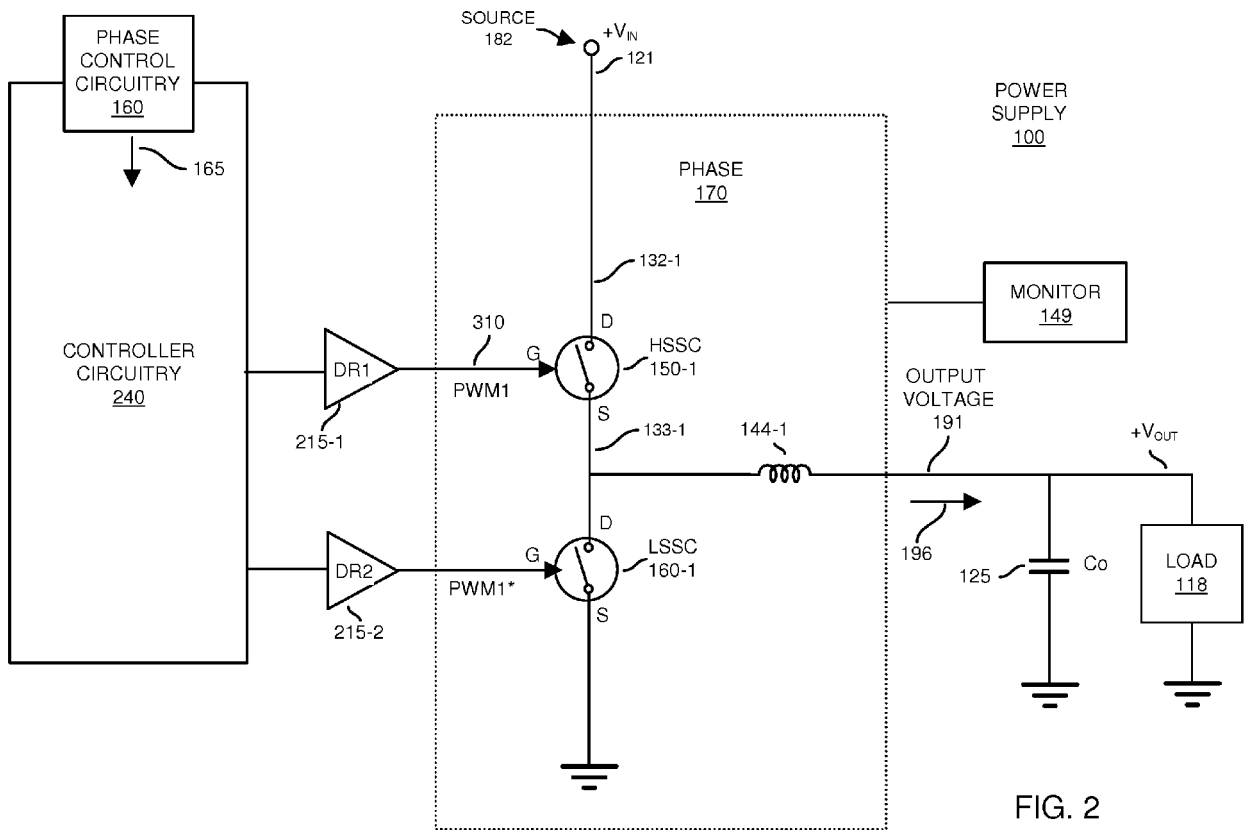 SOURCE
182
+VIN
121
PHASE
CONTROL
CIRCUITRY
160
165
POWER
SUPPLY
100
PHASE
170
132-1
MONITOR
149
CONTROLLER
CIRCUITRY
240
DR1
215-1
310
PWM1
G
D
S
HSSC
150-1
133-1
144-1
OUTPUT
VOLTAGE
191
+VOUT
196
DR2
215-2
PWM1*
G
D
S
LSSC
160-1
125
Co
LOAD
118
FIG. 2